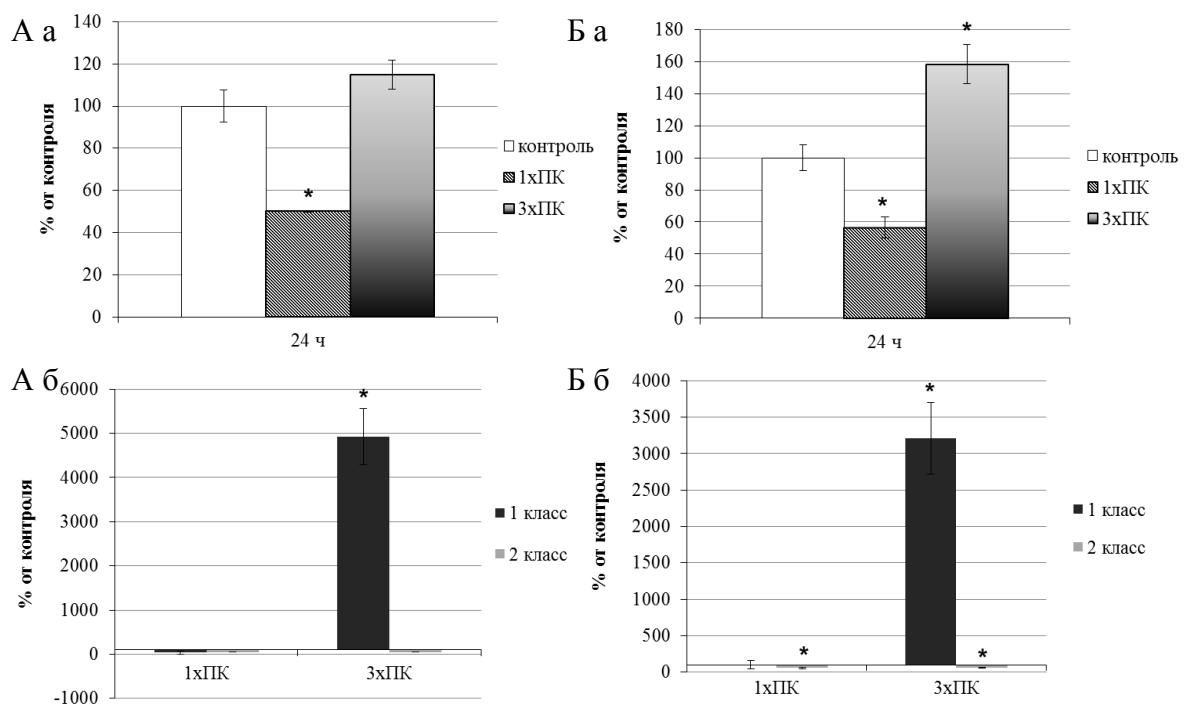 А а
% от контроля
140
120
100
80
60
40
20
0
24 ч
контроль
1хПК
3хПК
*
Б а
% от контроля
180
160
140
120
100
80
60
40
20
0
24 ч
контроль
1хПК
3хПК
*
*
А б
% от контроля
6000
5000
4000
3000
2000
1000
0
-1000
1хПК
3хПК
*
1 класс
2 класс
Б б
% от контроля
4000
3500
3000
2500
2000
1500
1000
500
0
1хПК
3хПК
*
*
*
1 класс
2 класс